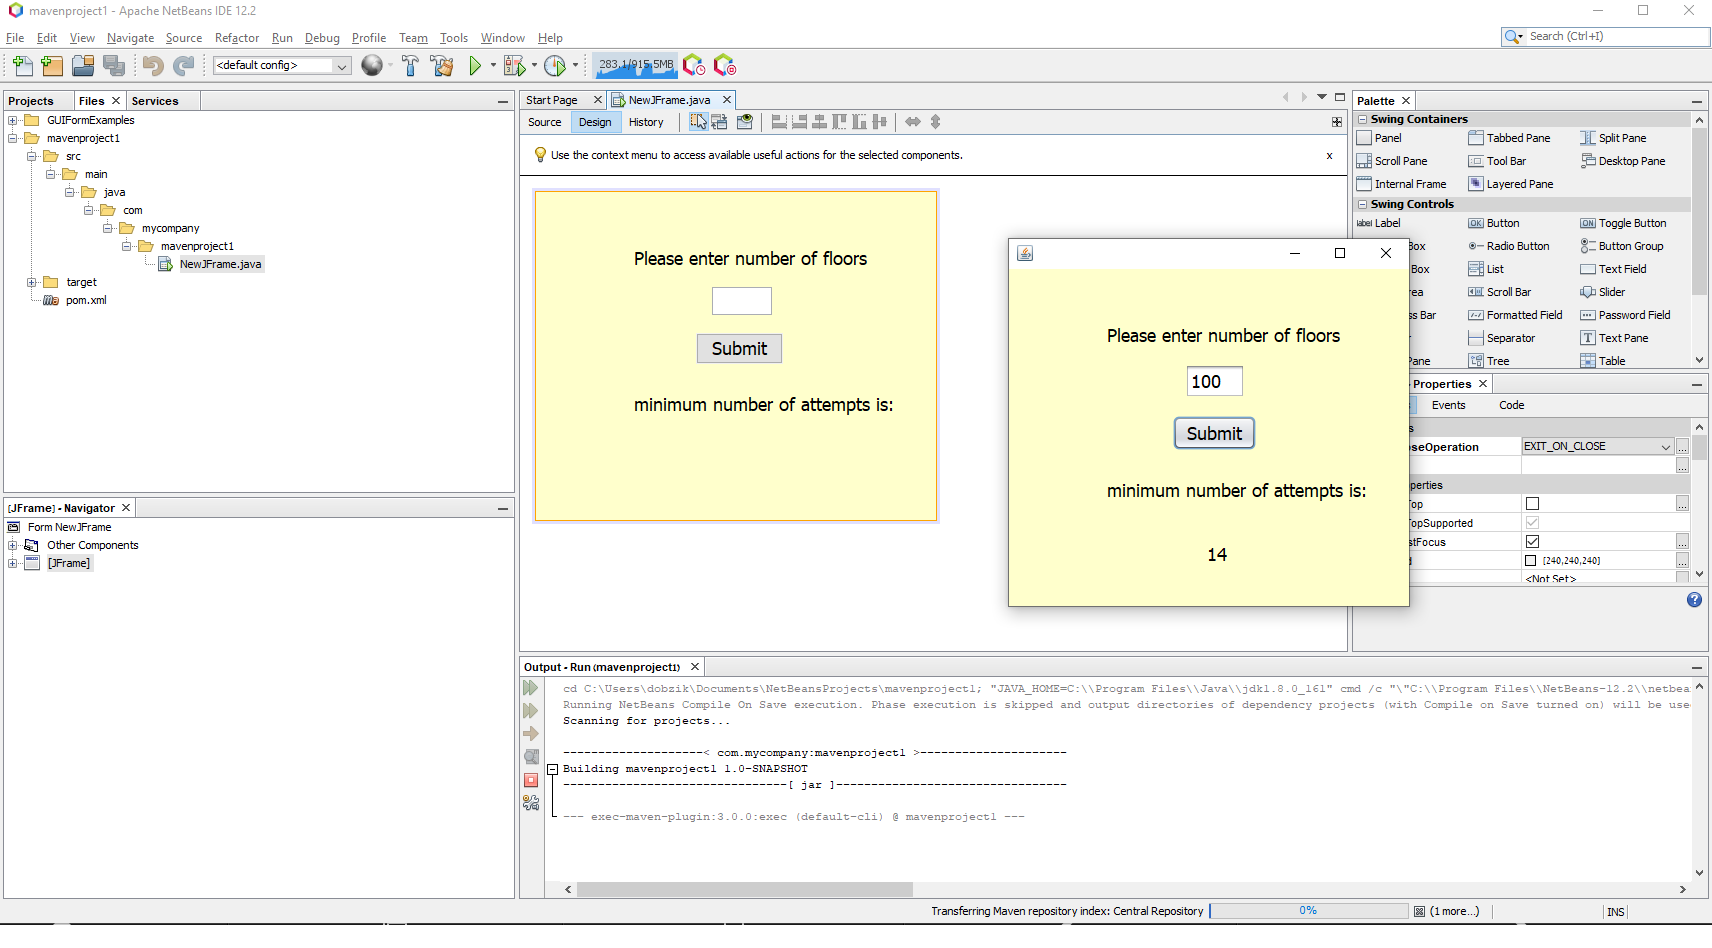 mavenproject1 - Apache NetBeans IDE 12.2
File Edit View Navigate Source Refactor Run Debug Profile Team Tools Window Help
Search (Ctrl+I)
<default config>
283,1/915,5MB
Projects Files Services
GUIFormExamples
mavenproject1
src
main
java
com
mycompany
mavenproject1
NewJFrame.java
target
pom.xml
[JFrame] - Navigator
Form NewJFrame
Other Components
[JFrame]
Start Page NewJFrame.java
Source Design History
Use the context menu to access available useful actions for the selected components.
x
Please enter number of floors
Submit
minimum number of attempts is:
Please enter number of floors
100
Submit
minimum number of attempts is:
14
Palette
Swing Containers
Panel Tabbed Pane Split Pane
Scroll Pane Tool Bar Desktop Pane
Internal Frame Layered Pane
Swing Controls
label Label OK Button ON Toggle Button
Box Radio Button Button Group
Box List Text Field
rea Scroll Bar Slider
ss Bar Formatted Field Password Field
r Separator Text Pane
Pane Tree Table
Properties
Events Code
s
oseOperation EXIT_ON_CLOSE
perties
Top
TopSupported
stFocus
d [240,240,240]
<Not Set>
Output - Run (mavenproject1)
cd C:\Users\dobzik\Documents\NetBeansProjects\mavenproject1; "JAVA_HOME=C:\\Program Files\\Java\\jdk1.8.0_161" cmd /c "\"C:\\Program Files\\NetBeans-12.2\\netbea
Running NetBeans Compile On Save execution. Phase execution is skipped and output directories of dependency projects (with Compile on Save turned on) will be use
Scanning for projects...
--------------------< com.mycompany:mavenproject1 >---------------------
Building mavenproject1 1.0-SNAPSHOT
--------------------------------[ jar ]---------------------------------
--- exec-maven-plugin:3.0.0:exec (default-cli) @ mavenproject1 ---
Transferring Maven repository index: Central Repository 0% (1 more...) INS